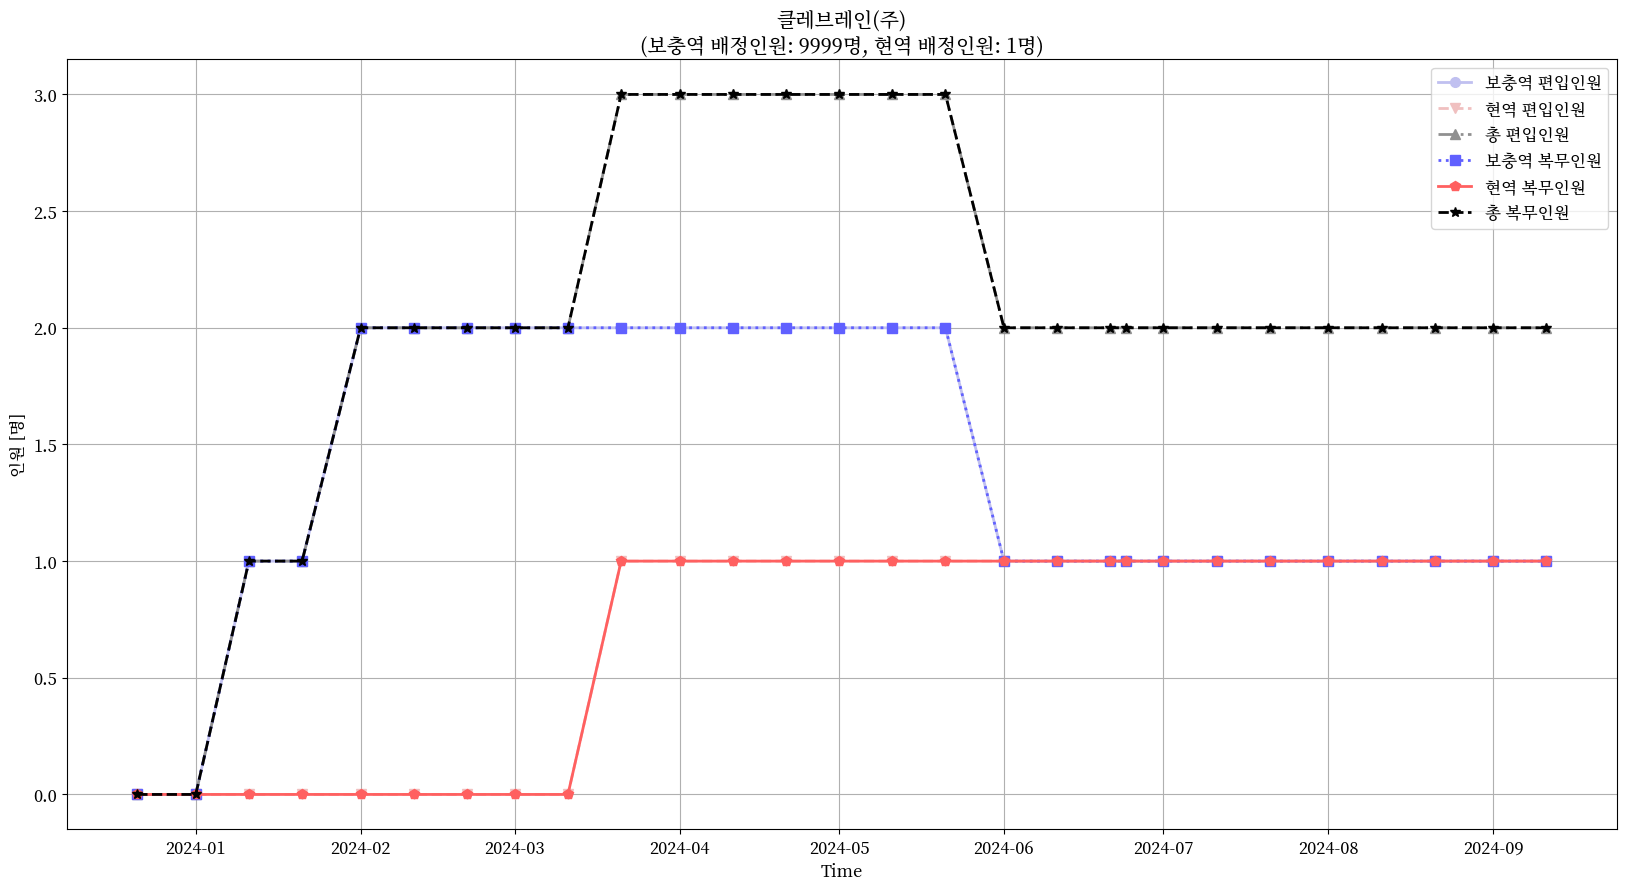 클레브레인(주)
(보충역 배정인원: 9999명, 현역 배정인원: 1명)
보충역 편입인원
현역 편입인원
총 편입인원
보충역 복무인원
현역 복무인원
총 복무인원
인원 [명]
3.0
2.5
2.0
1.5
1.0
0.5
0.0
2024-01 2024-02 2024-03 2024-04 2024-05 2024-06 2024-07 2024-08 2024-09
Time